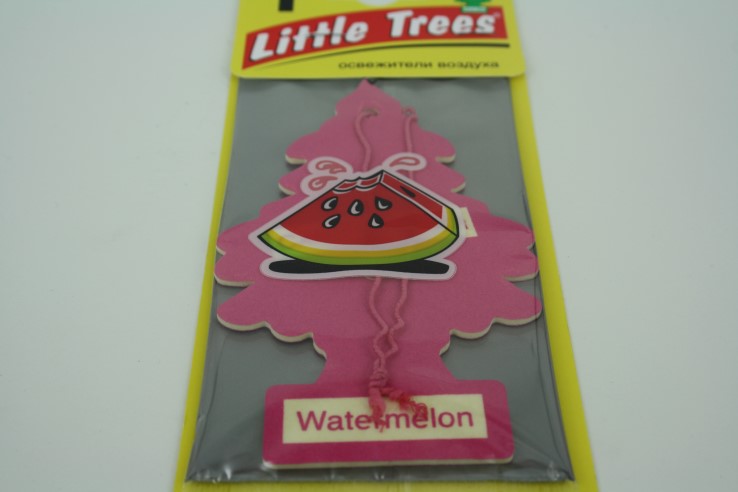 Little Trees
освежители воздуха
Watermelon